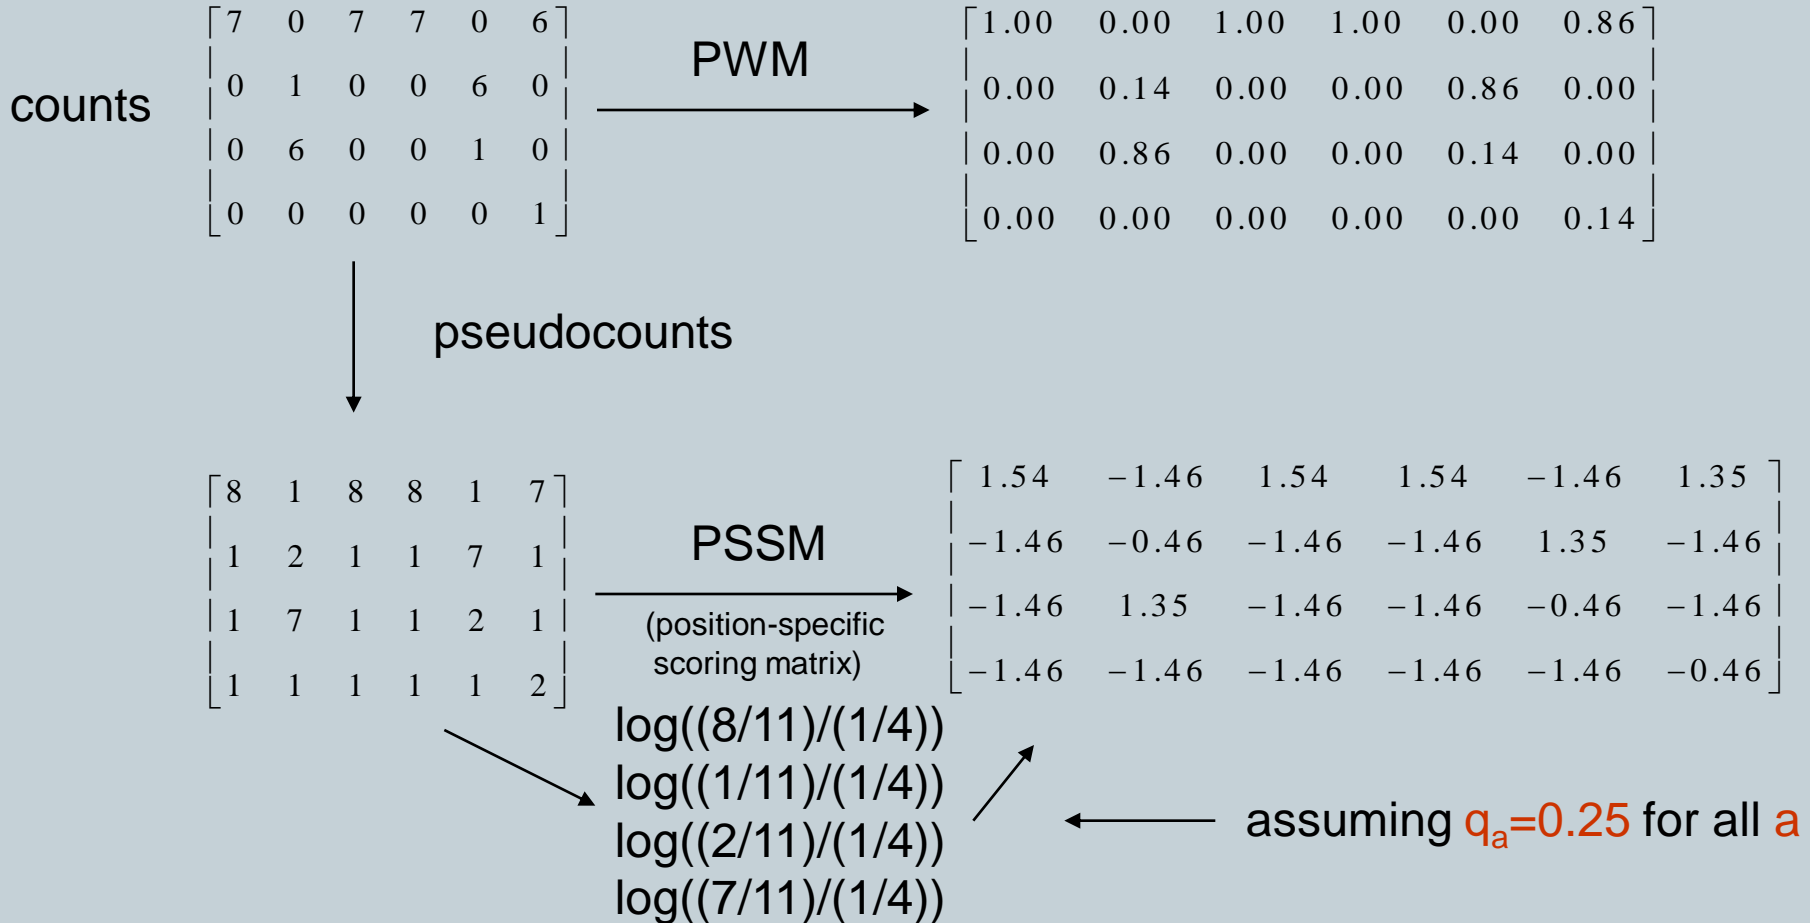 counts
7 0 7 7 0 6
0 1 0 0 6 0
0 6 0 0 1 0
0 0 0 0 0 1
PWM
1.00 0.00 1.00 1.00 0.00 0.86
0.00 0.14 0.00 0.00 0.86 0.00
0.00 0.86 0.00 0.00 0.14 0.00
0.00 0.00 0.00 0.00 0.00 0.14
pseudocounts
8 1 8 8 1 7
1 2 1 1 7 1
1 7 1 1 2 1
1 1 1 1 1 2
PSSM
(position-specific
scoring matrix)
1.54 −1.46 1.54 1.54 −1.46 1.35
−1.46 −0.46 −1.46 −1.46 1.35 −1.46
−1.46 1.35 −1.46 −1.46 −0.46 −1.46
−1.46 −1.46 −1.46 −1.46 −1.46 −0.46
log((8/11)/(1/4))
log((1/11)/(1/4))
log((2/11)/(1/4))
log((7/11)/(1/4))
assuming qa=0.25 for all a